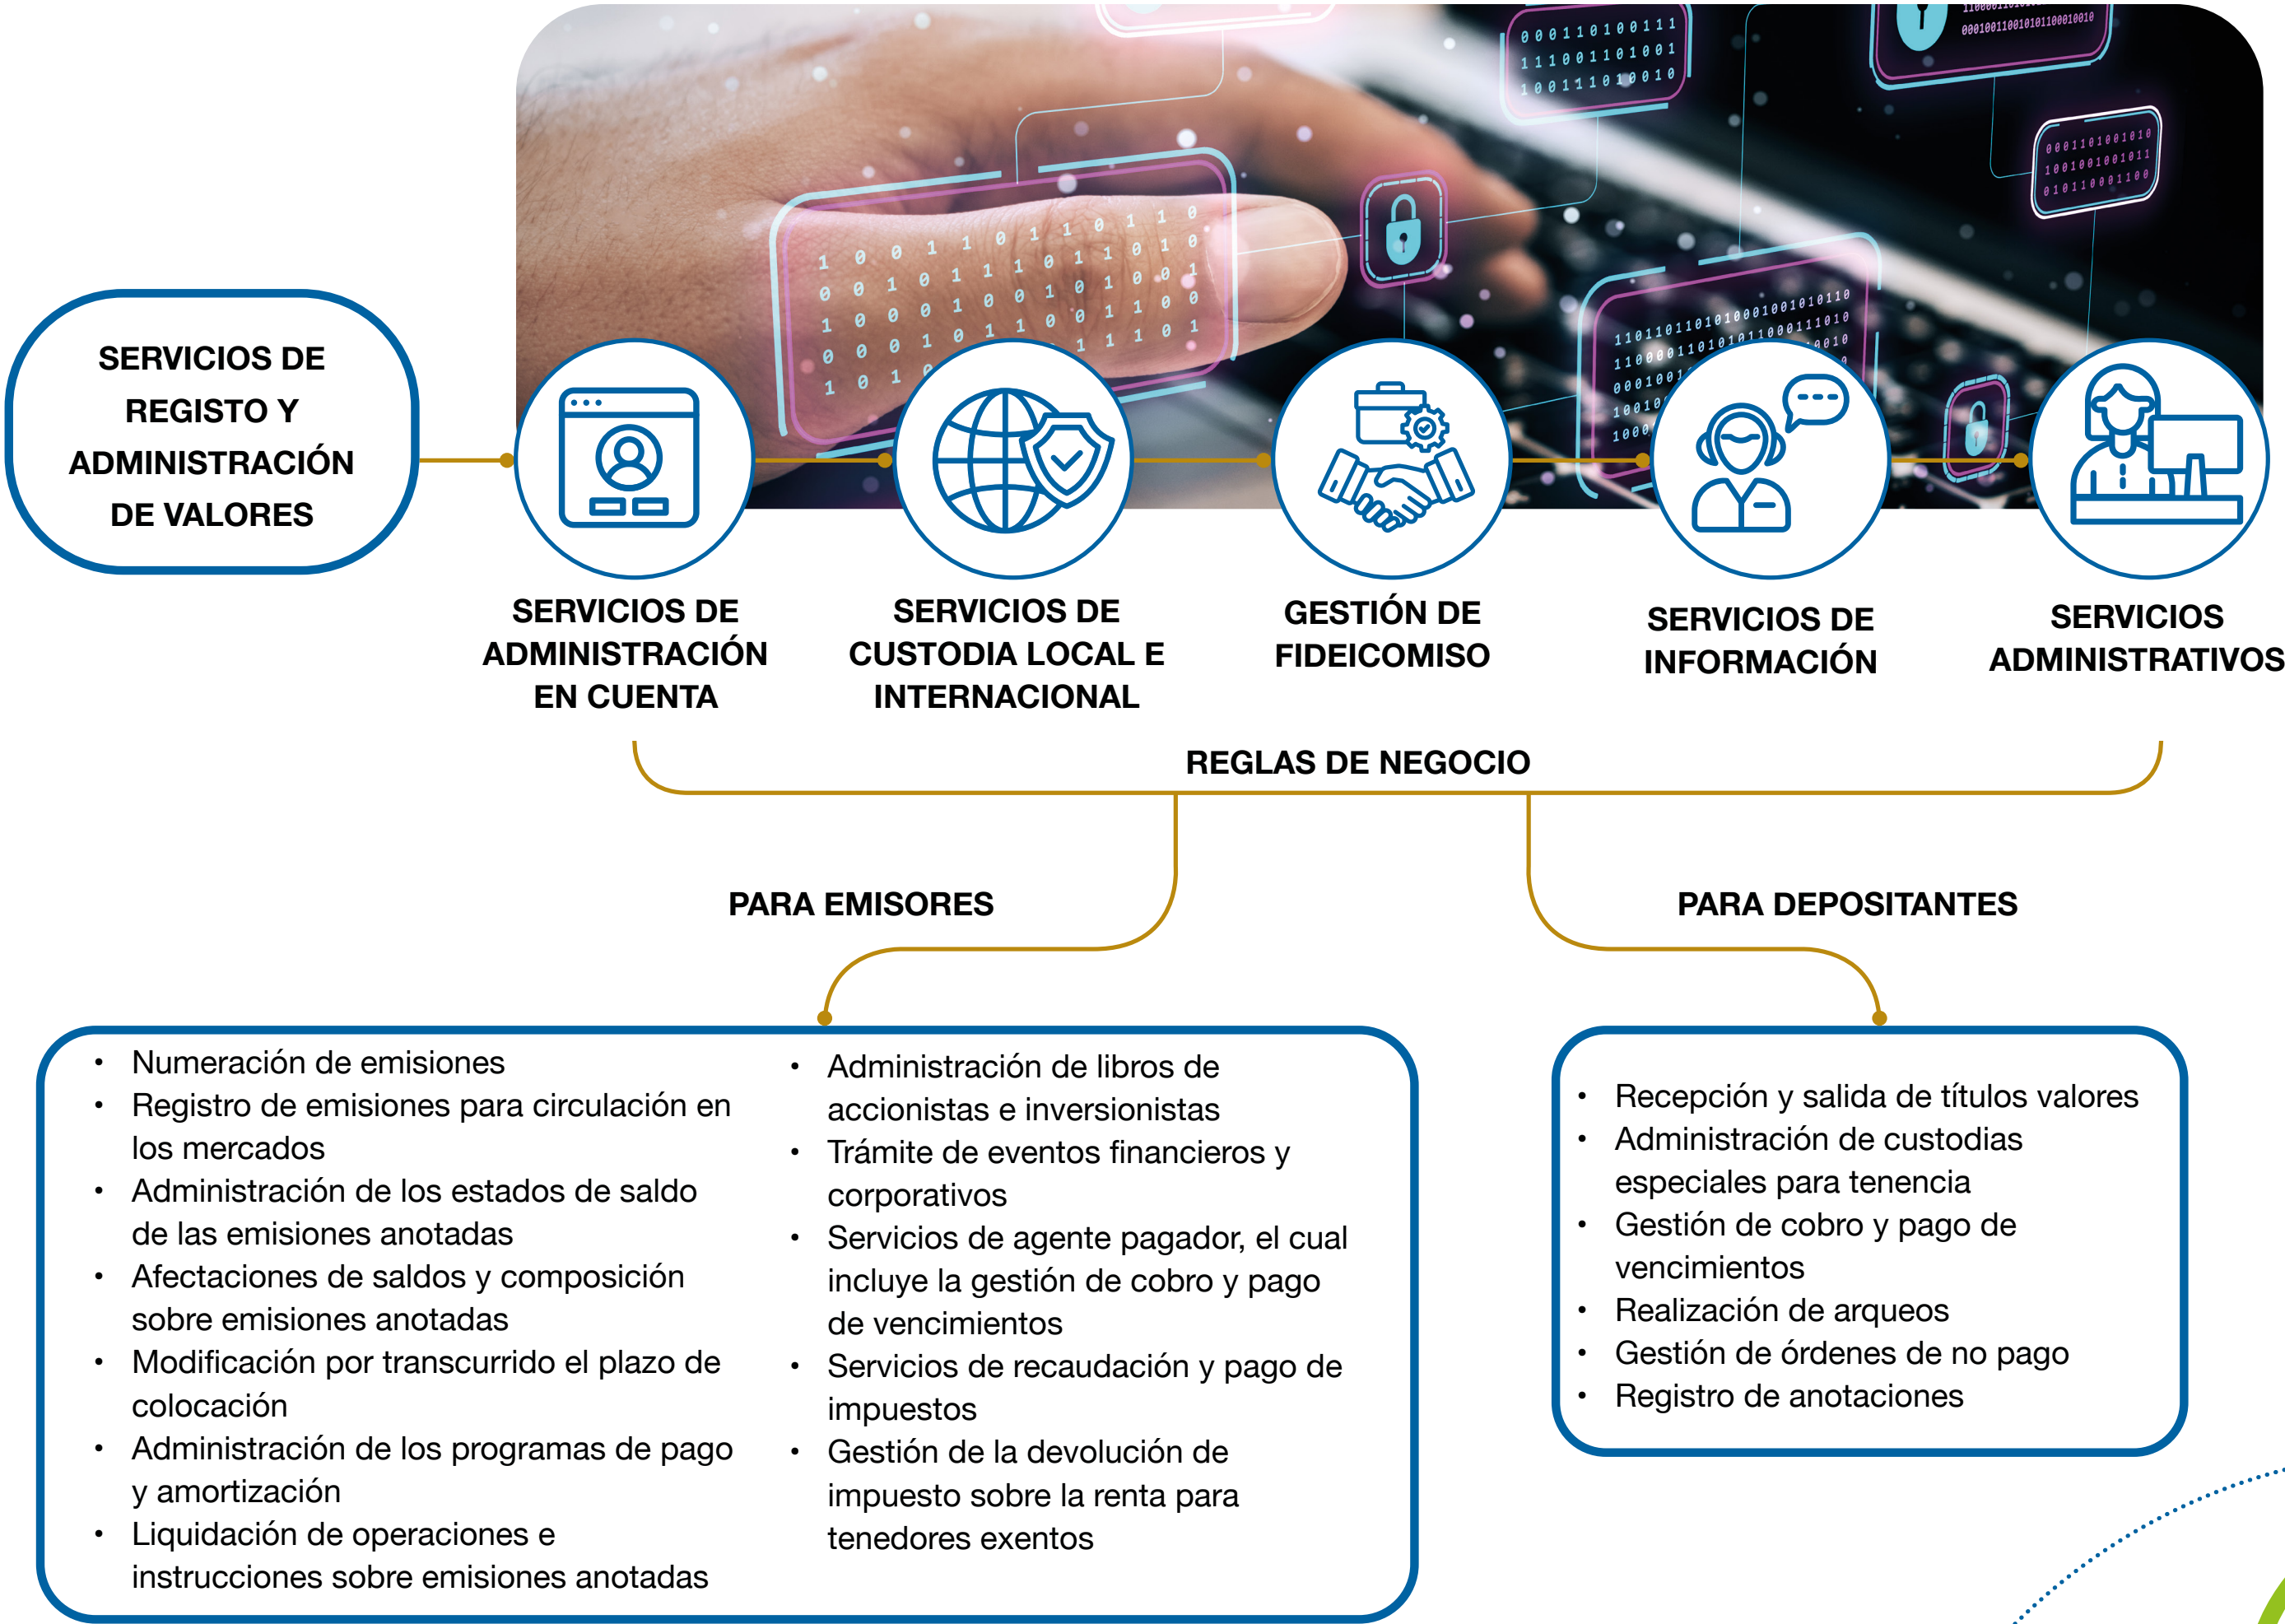 SERVICIOS DE
REGISTO Y
ADMINISTRACIÓN
DE VALORES
SERVICIOS DE
ADMINISTRACIÓN
EN CUENTA
SERVICIOS DE
CUSTODIA LOCAL E
INTERNACIONAL
GESTIÓN DE
FIDEICOMISO
SERVICIOS DE
INFORMACIÓN
SERVICIOS
ADMINISTRATIVOS
REGLAS DE NEGOCIO
PARA EMISORES
PARA DEPOSITANTES
• Numeración de emisiones
• Registro de emisiones para circulación en
los mercados
• Administración de los estados de saldo
de las emisiones anotadas
• Afectaciones de saldos y composición
sobre emisiones anotadas
• Modificación por transcurrido el plazo de
colocación
• Administración de los programas de pago
y amortización
• Liquidación de operaciones e
instrucciones sobre emisiones anotadas
• Administración de libros de
accionistas e inversionistas
• Trámite de eventos financieros y
corporativos
• Servicios de agente pagador, el cual
incluye la gestión de cobro y pago
de vencimientos
• Servicios de recaudación y pago de
impuestos
• Gestión de la devolución de
impuesto sobre la renta para
tenedores exentos
• Recepción y salida de títulos valores
• Administración de custodias
especiales para tenencia
• Gestión de cobro y pago de
vencimientos
• Realización de arqueos
• Gestión de órdenes de no pago
• Registro de anotaciones